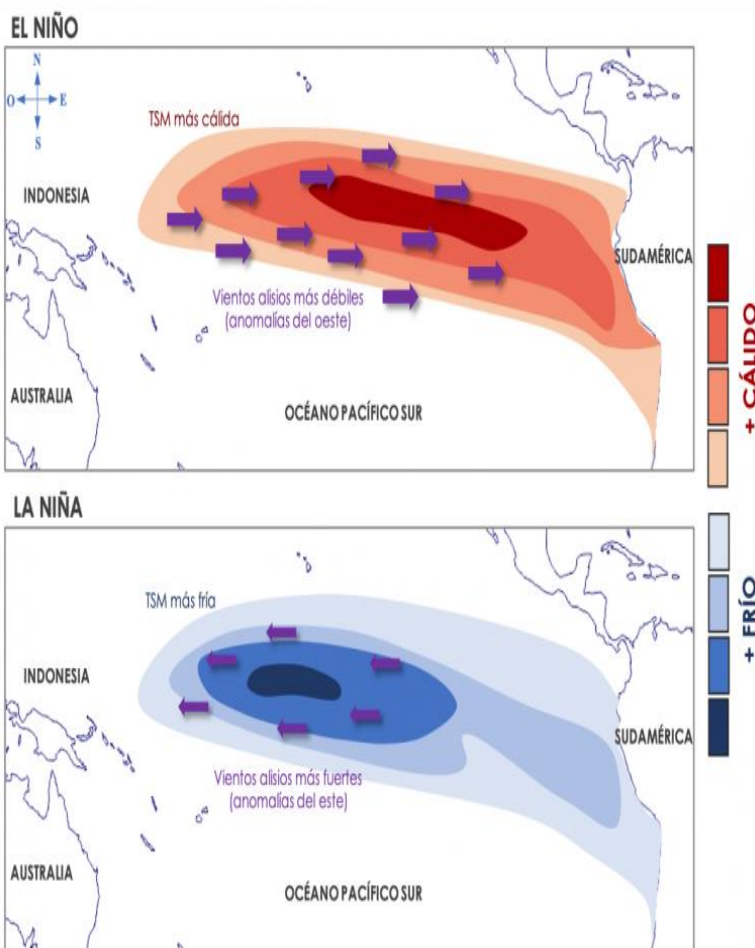 EL NIÑO
N
O
E
S
TSM más cálida
INDONESIA
SUDAMÉRICA
Vientos alisios más débiles
(anomalías del oeste)
AUSTRALIA
OCÉANO PACÍFICO SUR
+ CÁLIDO
LA NIÑA
TSM más fría
INDONESIA
SUDAMÉRICA
Vientos alisios más fuertes
(anomalías del este)
AUSTRALIA
OCÉANO PACÍFICO SUR
+ FRÍO